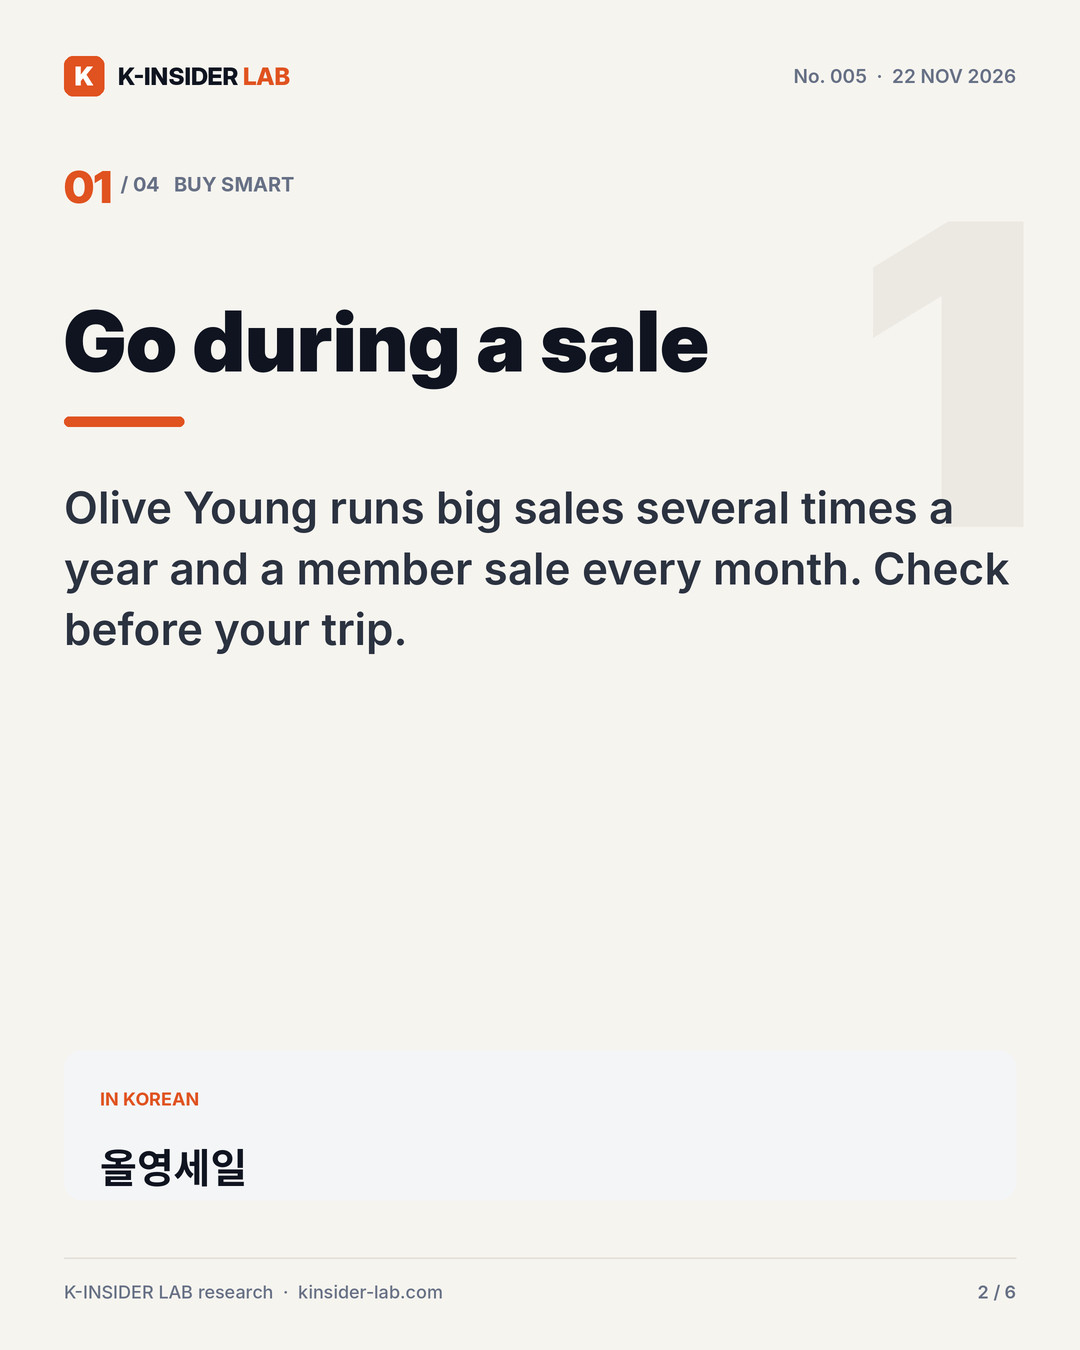 K K-INSIDER LAB
No. 005 · 22 NOV 2026
01 / 04 BUY SMART
1
Go during a sale
Olive Young runs big sales several times a
year and a member sale every month. Check
before your trip.
IN KOREAN
올영세일
K-INSIDER LAB research · kinsider-lab.com
2 / 6